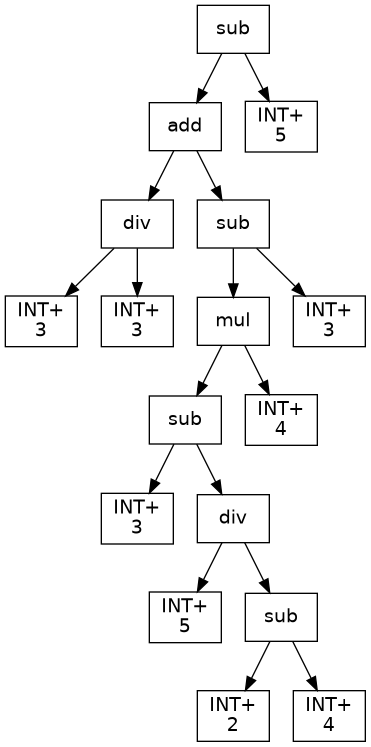 sub
add
INT+
5
div
sub
INT+
3
INT+
3
mul
INT+
3
sub
INT+
4
INT+
3
div
INT+
5
sub
INT+
2
INT+
4